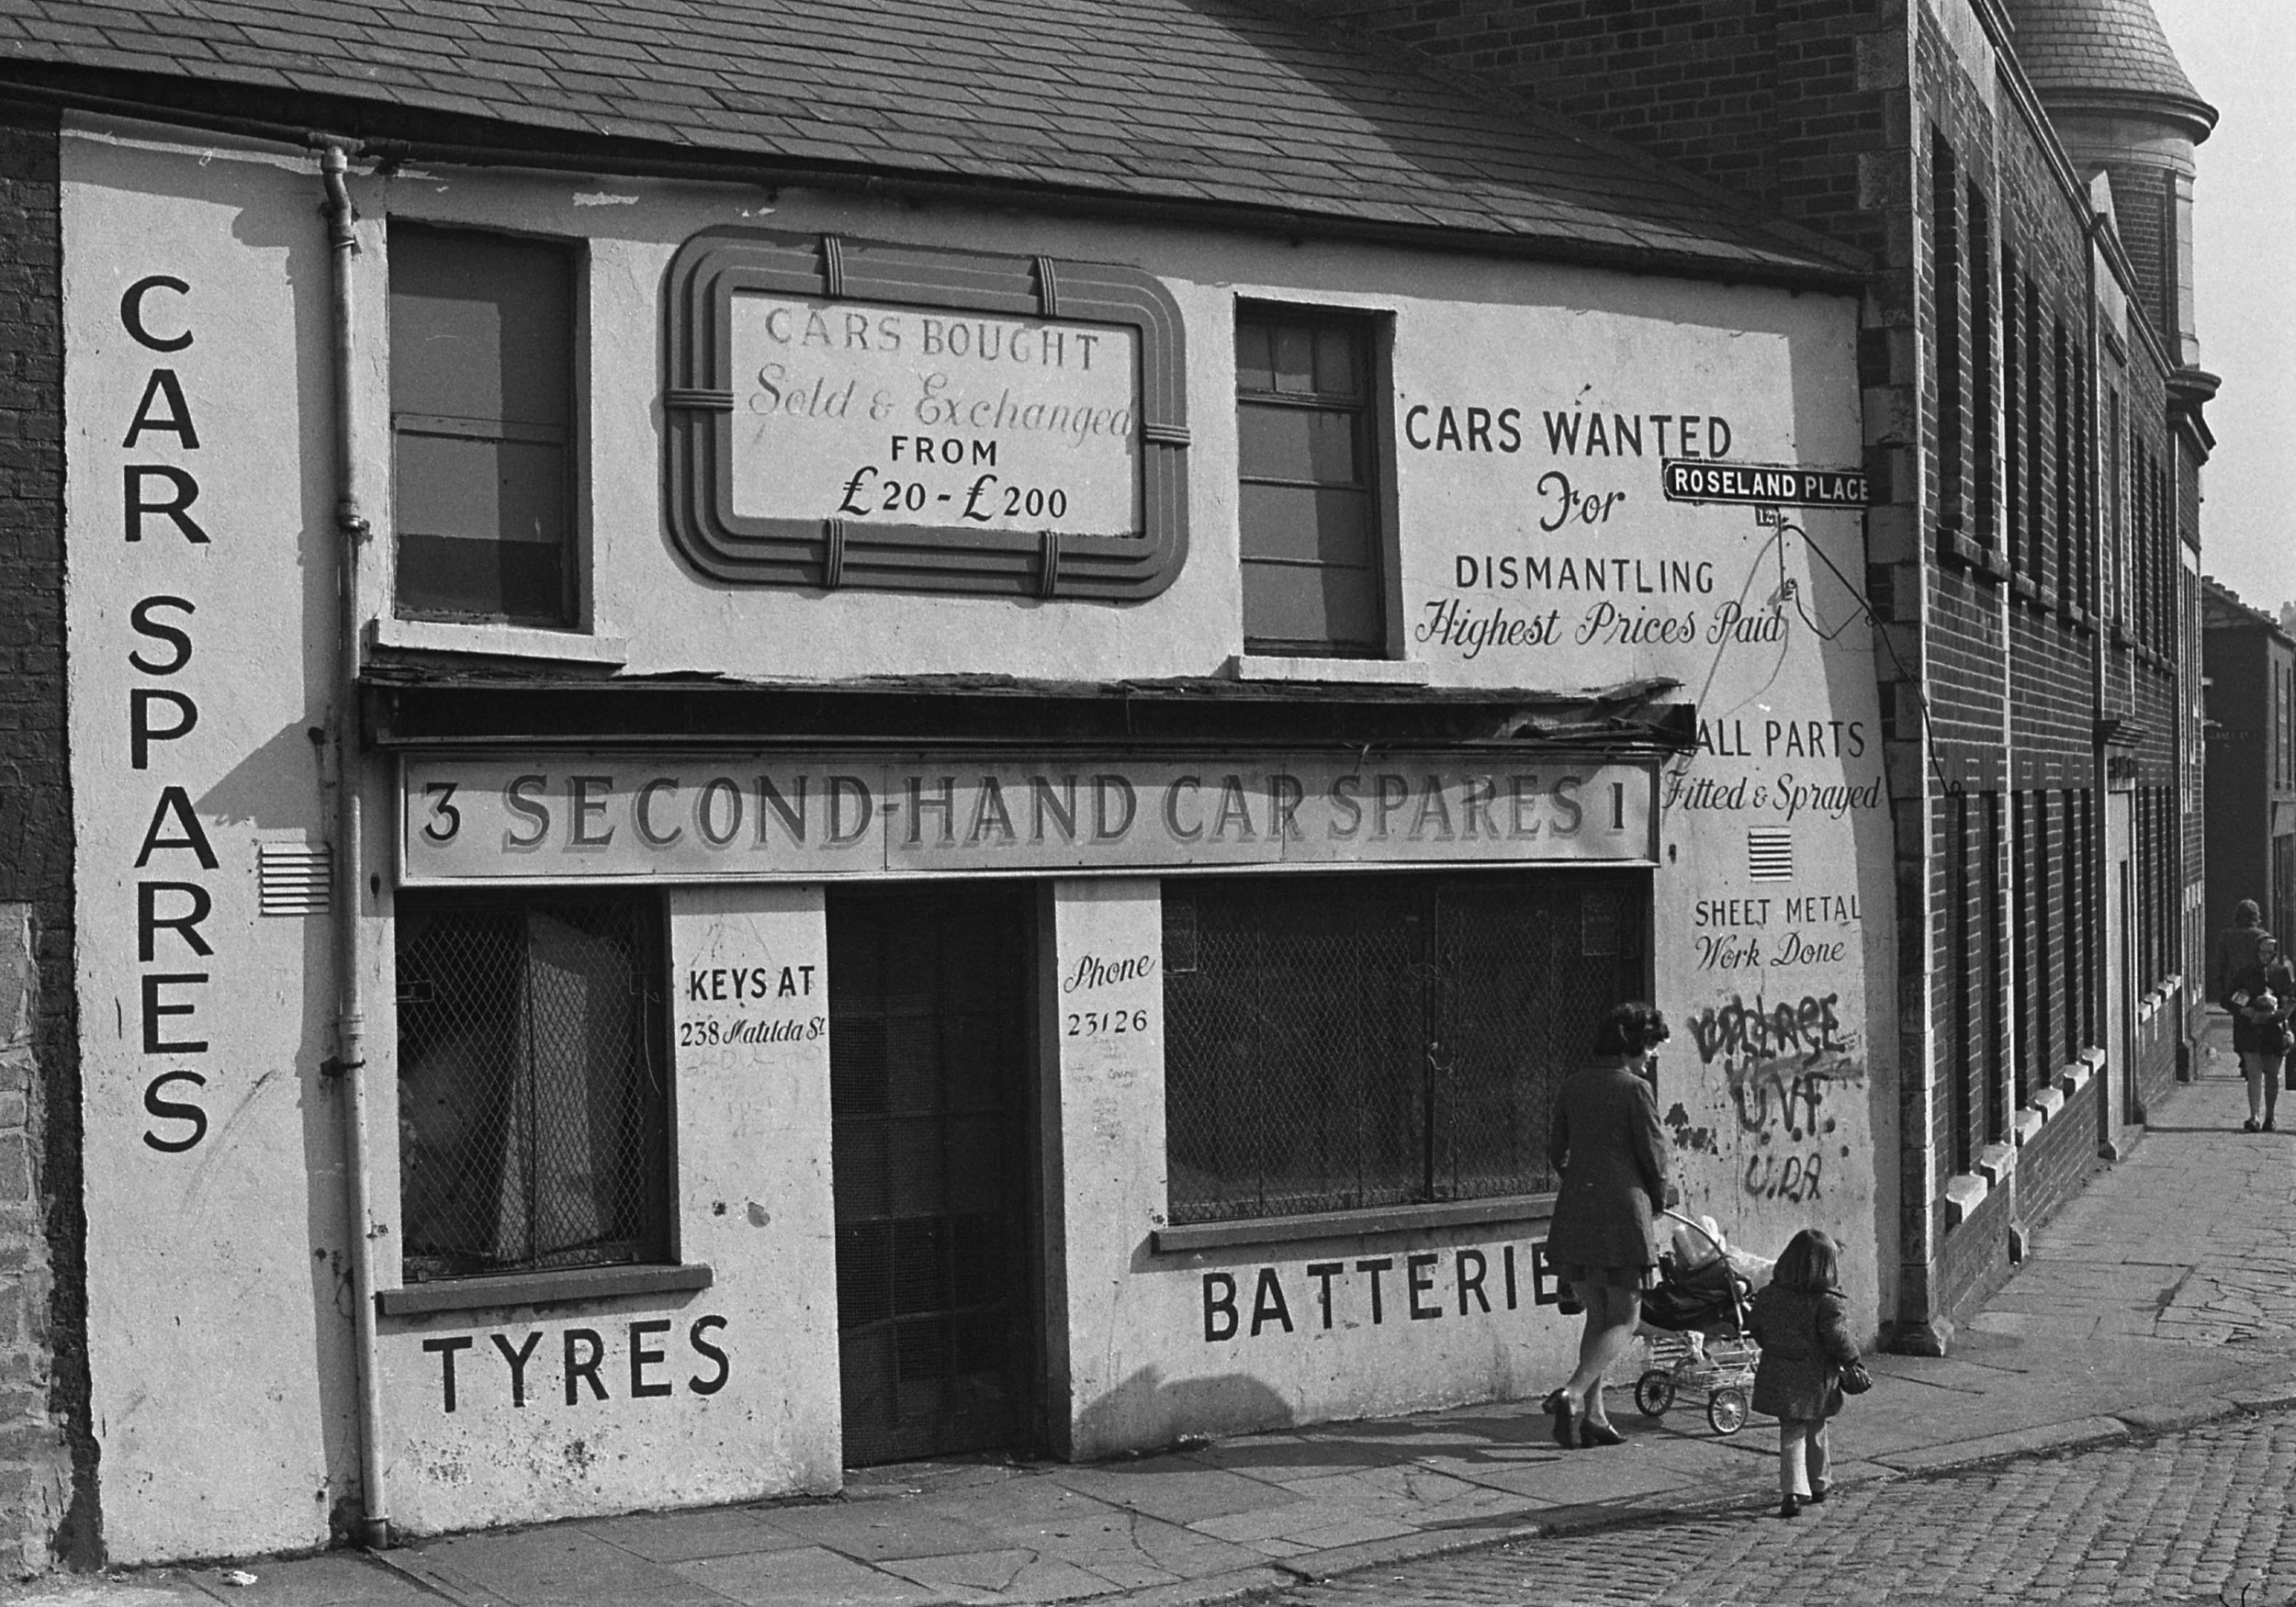 CAR SPARES
CARS BOUGHT
Sold & Exchanged
FROM
£20-£200
CARS WANTED
For
DISMANTLING
Highest Prices Paid
ROSELAND PLACE
12
ALL PARTS
Fitted & Sprayed
3 SECOND-HAND CAR SPARES 1
SHEET METAL
Work Done
KEYS AT
238 Matilda St
Phone
23126
VILLAGE
U.V.F.
U.D.A
TYRES
BATTERIE